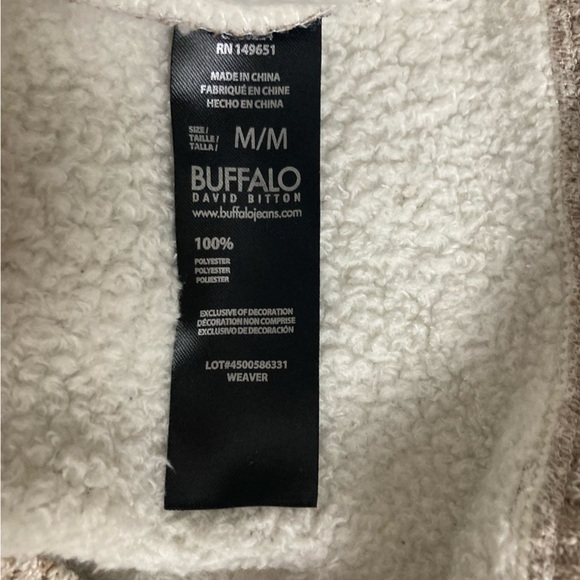 RN 149651
MADE IN CHINA
FABRIQUÉ EN CHINE
HECHO EN CHINA
SIZE /
TAILLE /
TALLA /
M/M
BUFFALO
DAVID BITTON
www.buffalojeans.com
100%
POLYESTER
POLYESTER
POLIESTER
EXCLUSIVE OF DECORATION
DÉCORATION NON COMPRISE
EXCLUSIVO DE DECORACIÓN
LOT#4500586331
WEAVER